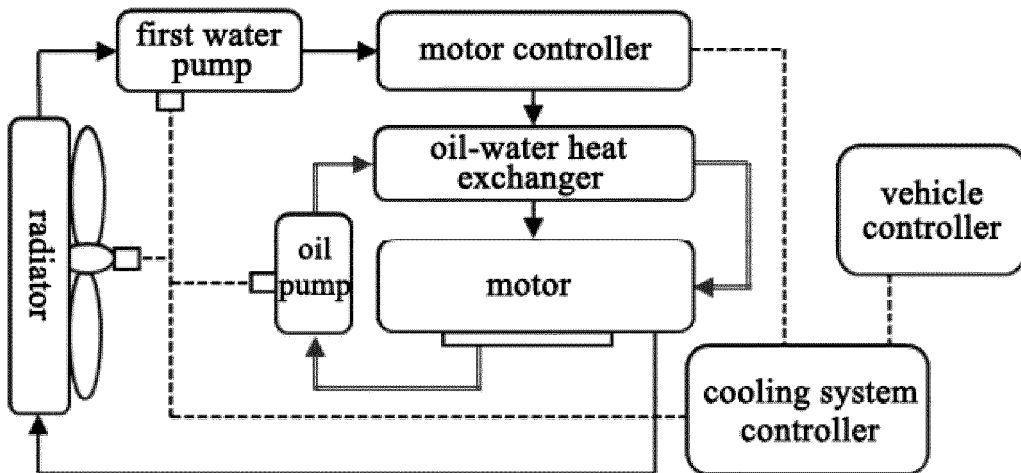 first water
pump
motor controller
oil-water heat
exchanger
vehicle
controller
radiator
oil
pump
motor
cooling system
controller